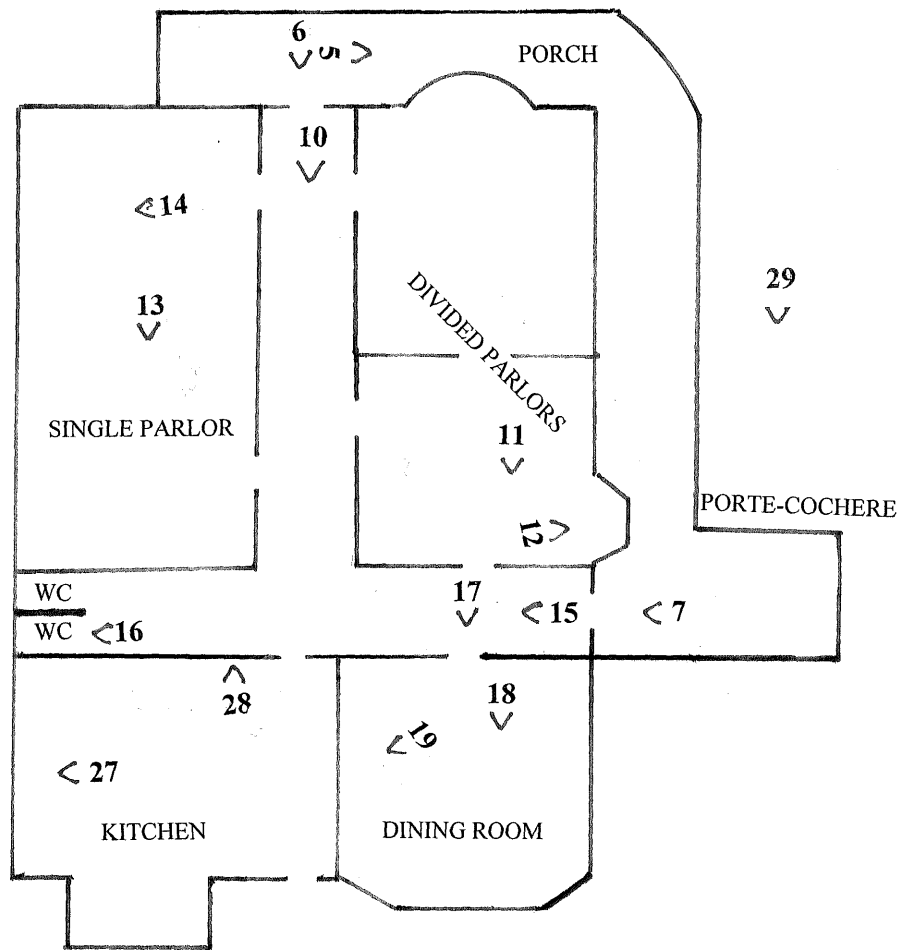 6
5
PORCH
10
14
29
13
DIVIDED PARLORS
SINGLE PARLOR
11
PORTE-COCHERE
12
WC
17
15
7
WC
16
28
18
19
27
KITCHEN
DINING ROOM